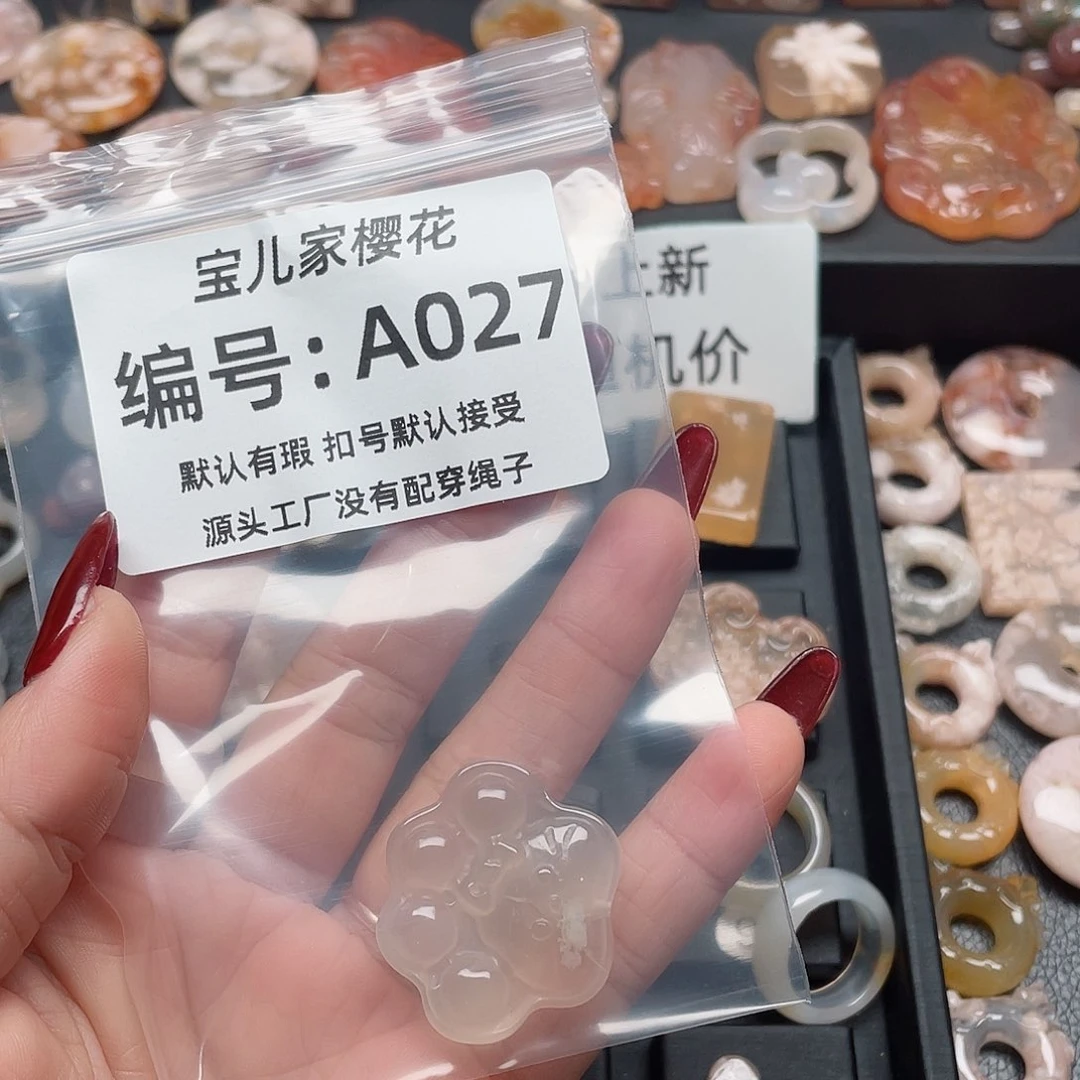 宝儿家樱花
编号：A027
默认有瑕 扣号默认接受
源头工厂没有配穿绳子
上新
机价